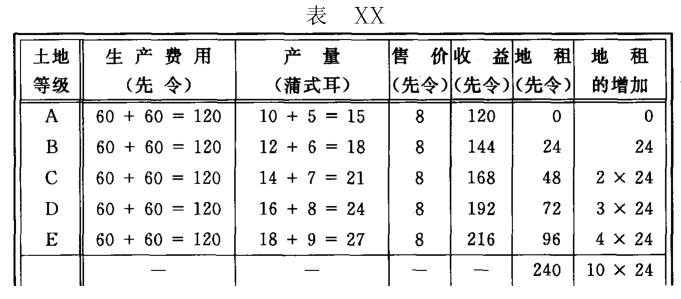 表 XX
土地 生产费用 产量 售价 收益 地租 地租
等级 (先令) (蒲式耳) (先令) (先令) (先令) 的增加
A 60 + 60 = 120 10 + 5 = 15 8 120 0 0
B 60 + 60 = 120 12 + 6 = 18 8 144 24 24
C 60 + 60 = 120 14 + 7 = 21 8 168 48 2 × 24
D 60 + 60 = 120 16 + 8 = 24 8 192 72 3 × 24
E 60 + 60 = 120 18 + 9 = 27 8 216 96 4 × 24
— — — — 240 10 × 24